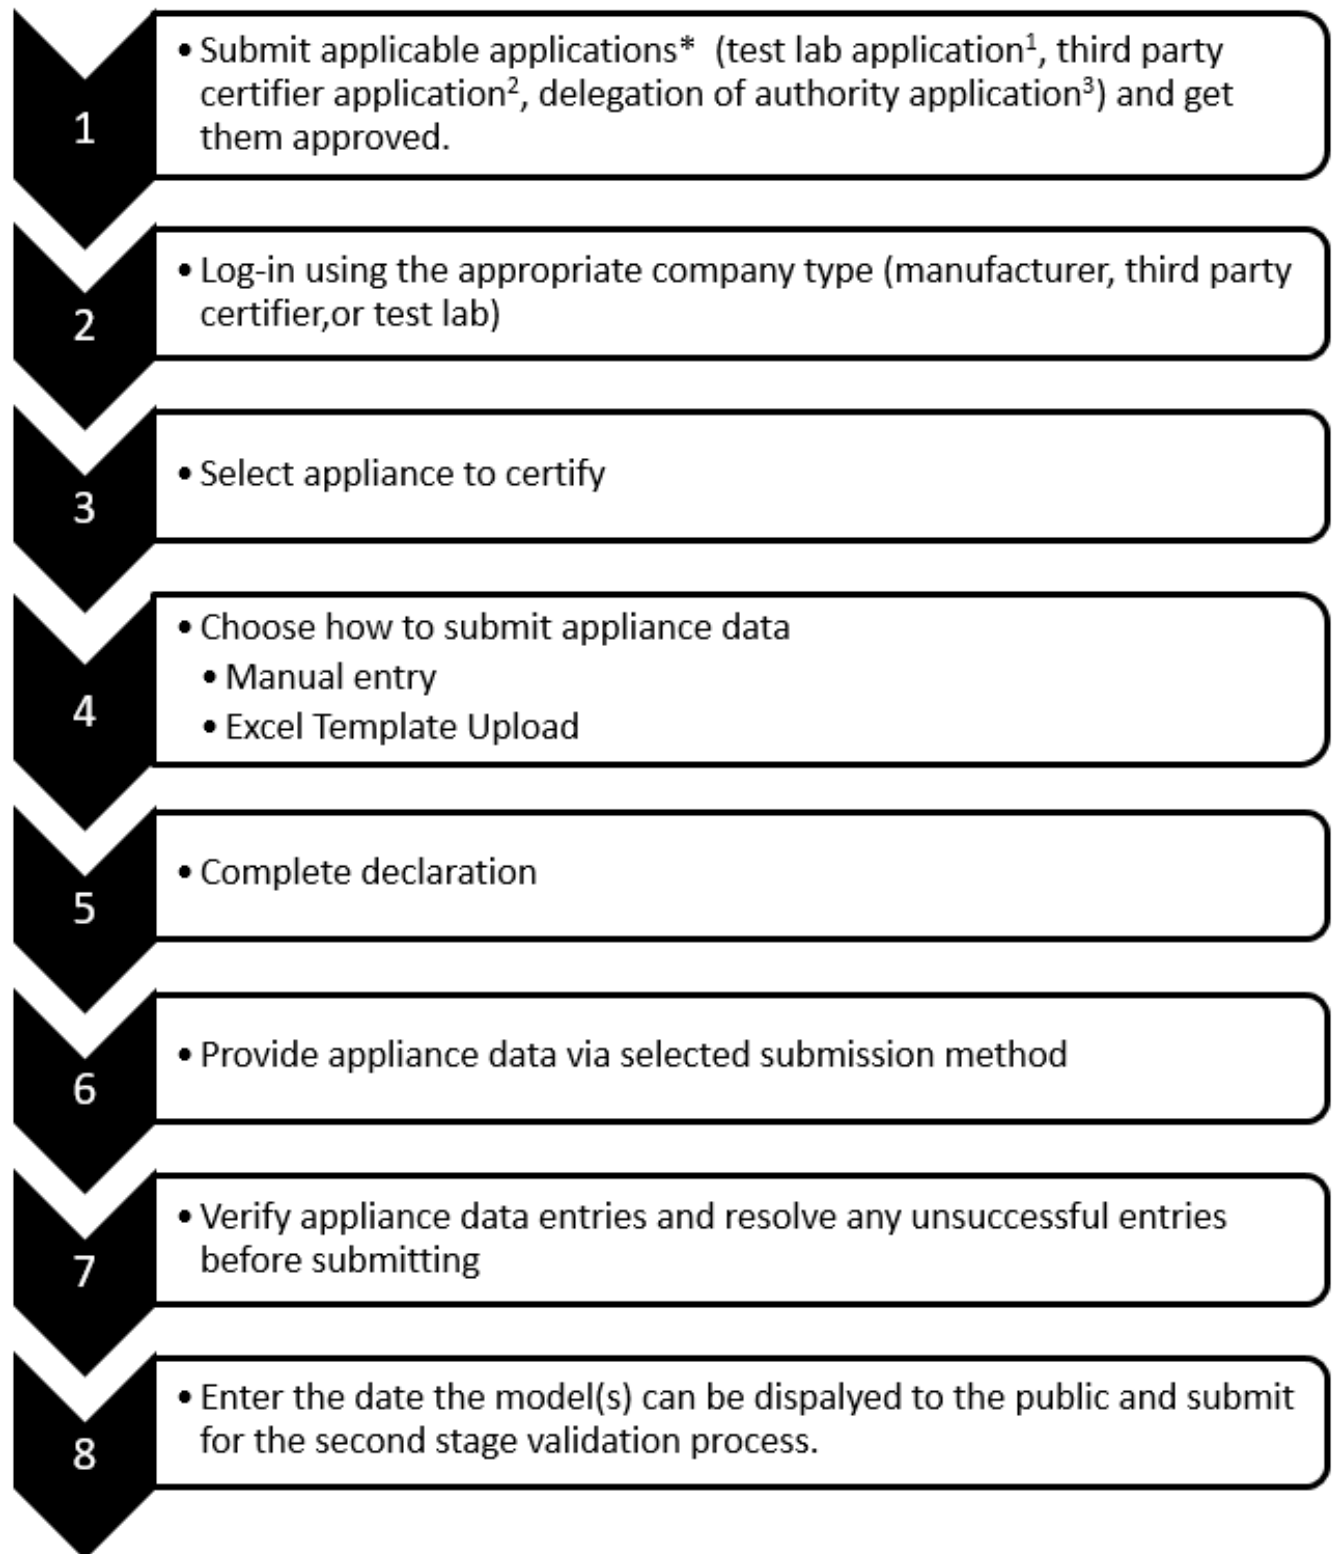 1
• Submit applicable applications* (test lab application¹, third party
certifier application², delegation of authority application³) and get
them approved.
2
• Log-in using the appropriate company type (manufacturer, third party
certifier,or test lab)
3
• Select appliance to certify
4
• Choose how to submit appliance data
• Manual entry
• Excel Template Upload
5
• Complete declaration
6
• Provide appliance data via selected submission method
7
• Verify appliance data entries and resolve any unsuccessful entries
before submitting
8
• Enter the date the model(s) can be dispalyed to the public and submit
for the second stage validation process.